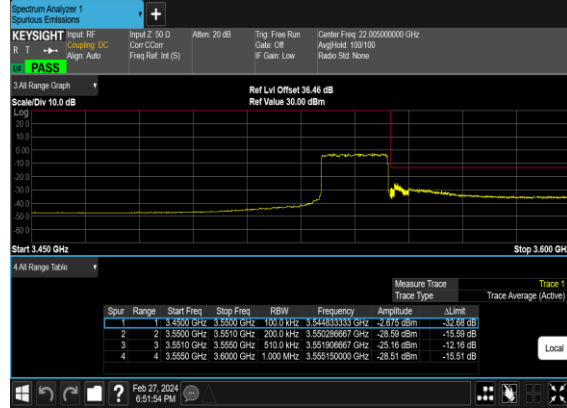 Spectrum Analyzer 1
Spurious Emissions
+
KEYSIGHT Input: RF Input Z: 50 Ω Atten: 20 dB Trig: Free Run Center Freq: 22.005000000 GHz
R T Coupling: DC Corr CCorr Gate: Off Avg|Hold: 100/100
Align: Auto Freq Ref: Int (S) IF Gain: Low Radio Std: None
PASS
3 All Range Graph
Ref Lvl Offset 36.46 dB
Scale/Div 10.0 dB Ref Value 30.00 dBm
Log
20.0
10.0
0.00
-10.0
-20.0
-30.0
-40.0
-50.0
-60.0
Start 3.450 GHz Stop 3.600 GHz
4 All Range Table
Measure Trace Trace 1
Trace Type Trace Average (Active)
Spur Range Start Freq Stop Freq RBW Frequency Amplitude ΔLimit
1 1 3.4500 GHz 3.5500 GHz 100.0 kHz 3.544833333 GHz -2.675 dBm -32.68 dB
2 2 3.5500 GHz 3.5510 GHz 200.0 kHz 3.550286667 GHz -28.59 dBm -15.59 dB
3 3 3.5510 GHz 3.5550 GHz 510.0 kHz 3.551906667 GHz -25.16 dBm -12.16 dB
4 4 3.5550 GHz 3.6000 GHz 1.000 MHz 3.555150000 GHz -28.51 dBm -15.51 dB
Local
? Feb 27, 2024
6:51:54 PM